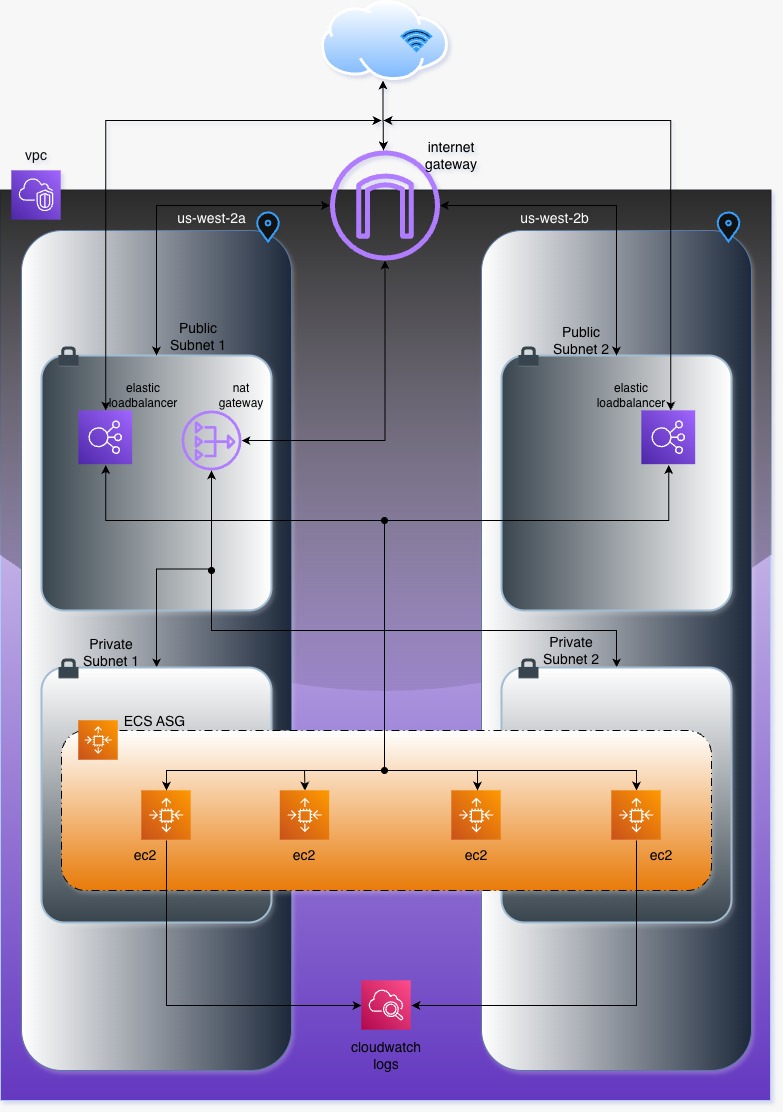 internet
gateway
vpc
us-west-2a
us-west-2b
Public
Subnet 1
Public
Subnet 2
elastic
loadbalancer
nat
gateway
elastic
loadbalancer
Private
Subnet 1
Private
Subnet 2
ECS ASG
ec2
ec2
ec2
ec2
cloudwatch
logs